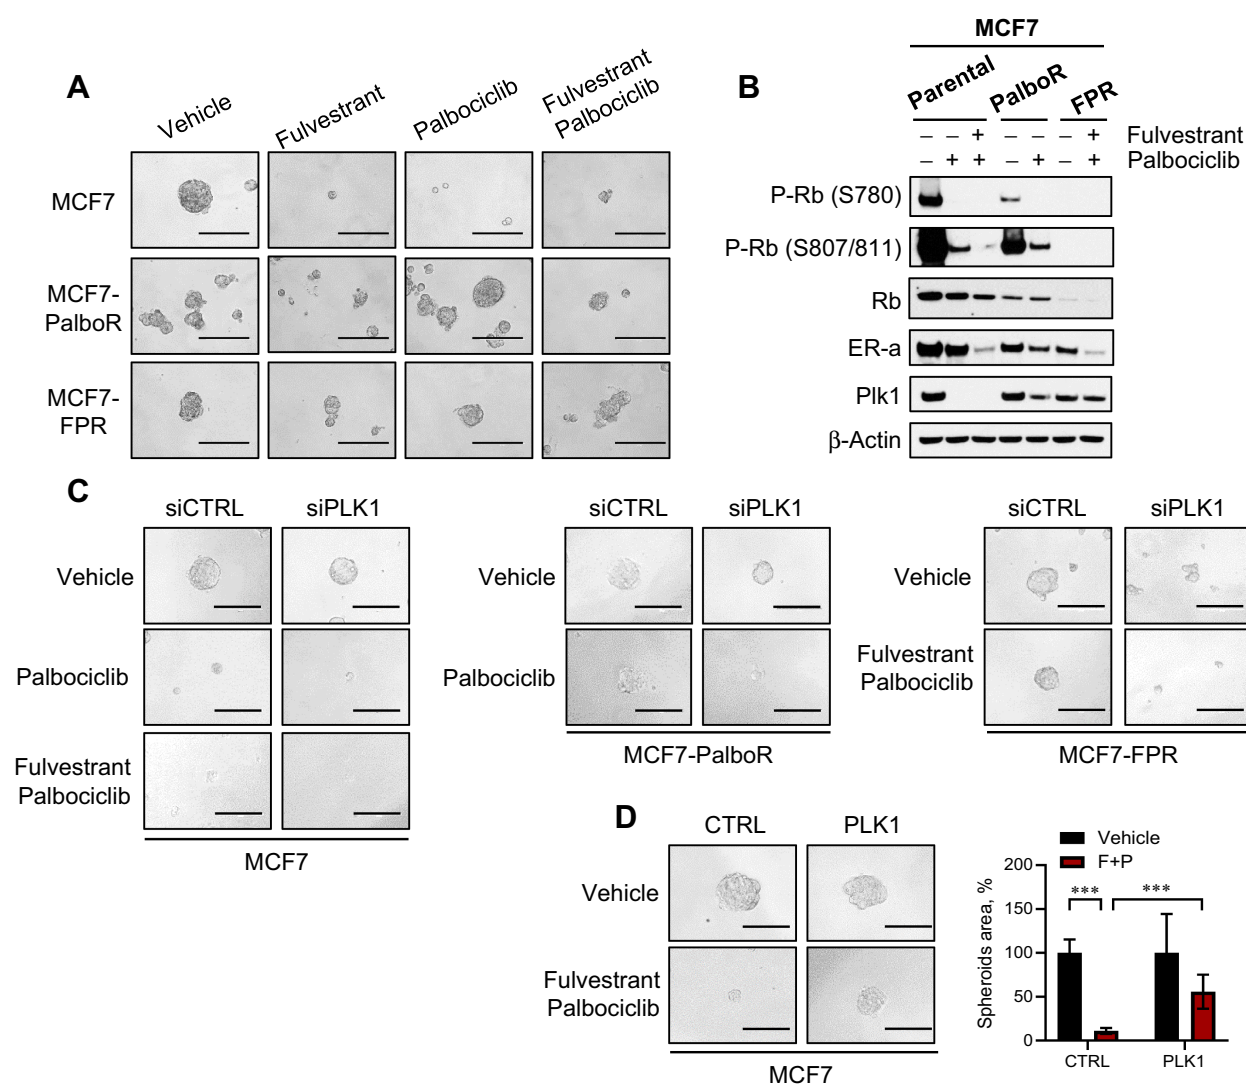 A
Vehicle
Fulvestrant
Palbociclib
Fulvestrant
Palbociclib
MCF7
MCF7-
PalboR
MCF7-
FPR
B
MCF7
Parental
PalboR
FPR
– – + – – – + Fulvestrant
– + + – + – + Palbociclib
P-Rb (S780)
P-Rb (S807/811)
Rb
ER-a
Plk1
β-Actin
C
siCTRL siPLK1
Vehicle
Palbociclib
Fulvestrant
Palbociclib
MCF7
siCTRL siPLK1
Vehicle
Palbociclib
MCF7-PalboR
siCTRL siPLK1
Vehicle
Fulvestrant
Palbociclib
MCF7-FPR
D
CTRL PLK1
Vehicle
Fulvestrant
Palbociclib
MCF7
Vehicle
F+P
Spheroids area, %
200
150
100
50
0
*** ***
CTRL PLK1